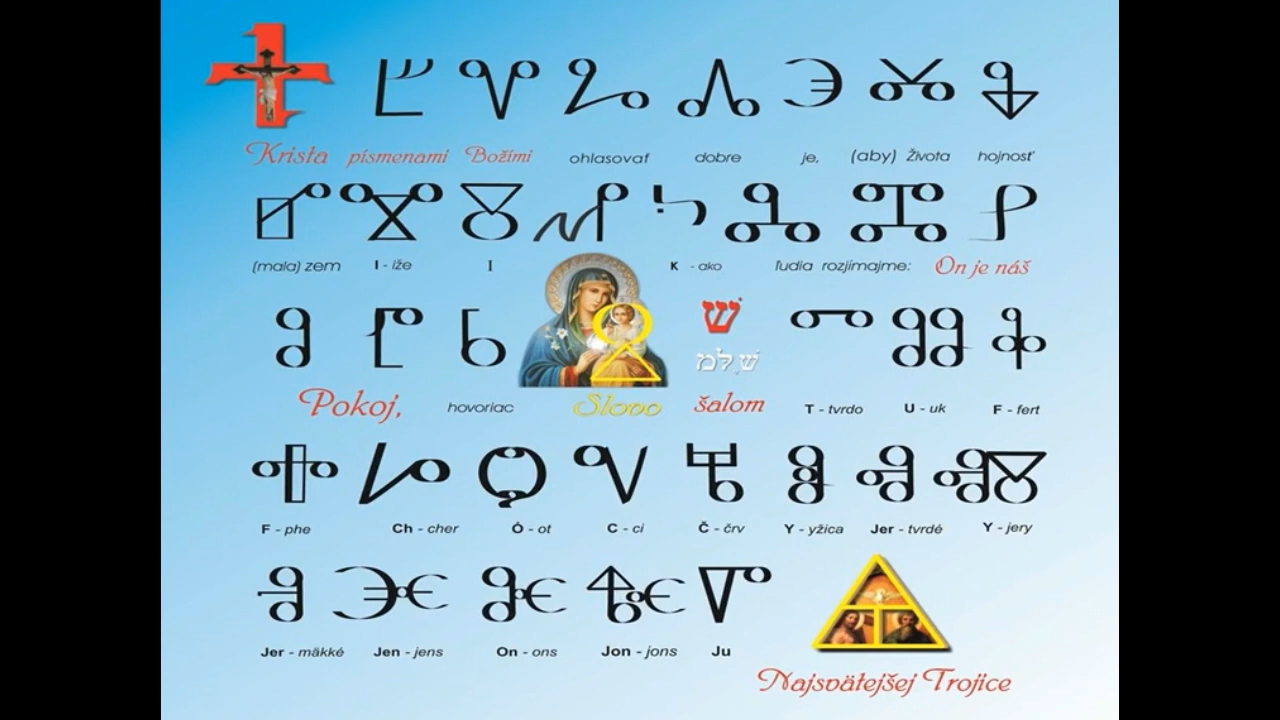 Ⰰ Ⰱ Ⰲ Ⰳ Ⰴ Ⰵ Ⰶ Ⰷ
Krista písmenami Božími ohlasovať dobre je, (aby) Života hojnosť
Ⰸ Ⰹ Ⰺ Ⰼ Ⰽ Ⰾ Ⰿ Ⱀ
(mala) zem I - iže I K - ako ľudia rozjímajme: On je náš
Ⱁ Ⱂ Ⱃ Ⱄ שׁ Ⱅ Ⱆ Ⱇ
Pokoj, hovoriac Slovo šalom T - tvrdo U - uk F - fert
Ⱚ Ⱈ Ⱉ Ⱌ Ⱍ Ⱛ Ⱏ ⰟⰊ
F - phe Ch - cher Ó - ot C - ci Č - črv Y - yžica Jer - tvrdé Y - jery
Ⱐ Ⱔ Ⱘ Ⱙ
Jer - mäkké Jen - jens On - ons Jon - jons Ju
Najsvätejšej Trojice